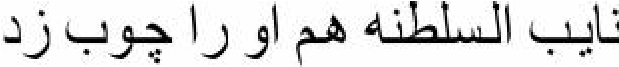 نایب السلطنه هم او را چوب زد